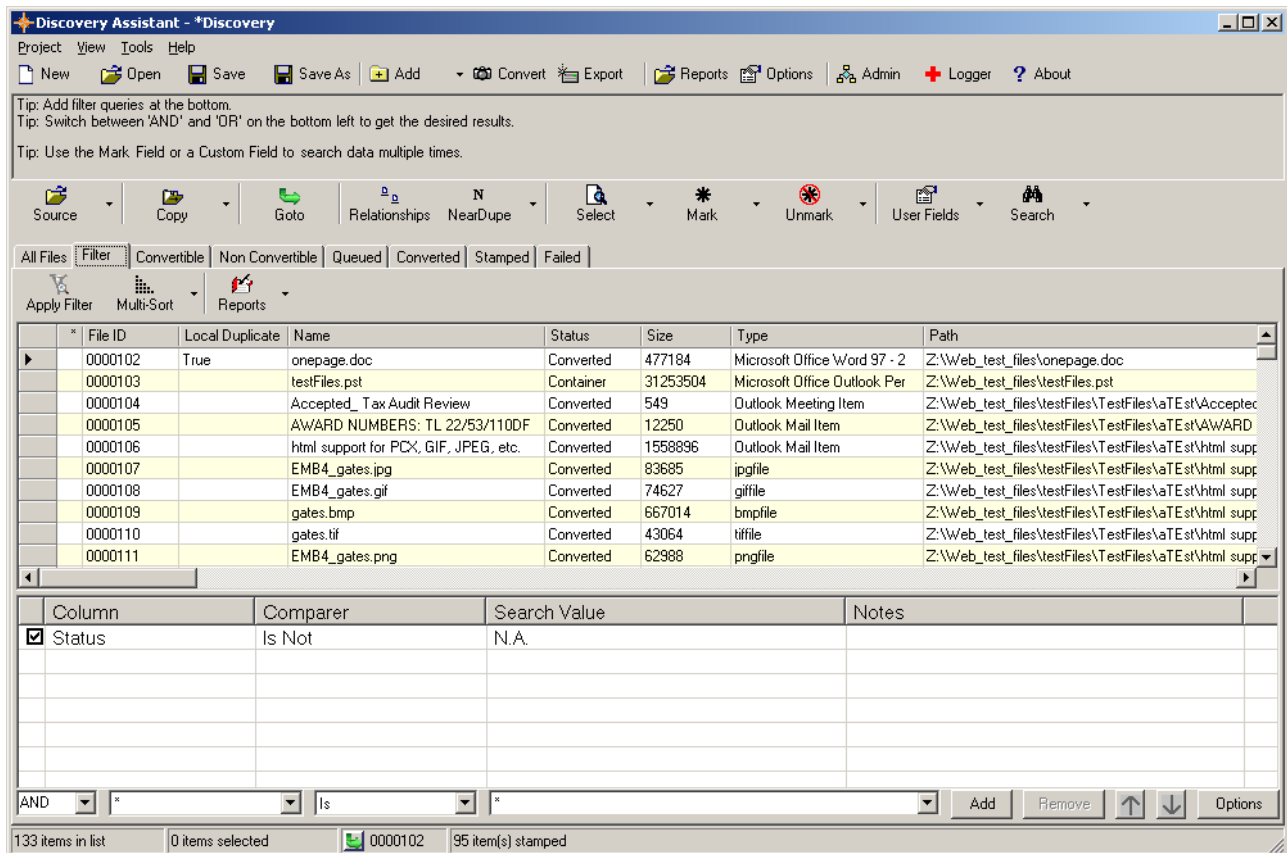 Discovery Assistant - *Discovery
Project View Tools Help
New Open Save Save As Add Convert Export Reports Options Admin Logger ? About
Tip: Add filter queries at the bottom.
Tip: Switch between 'AND' and 'OR' on the bottom left to get the desired results.
Tip: Use the Mark Field or a Custom Field to search data multiple times.
Source Copy Goto Relationships NearDupe Select Mark Unmark User Fields Search
All Files Filter Convertible Non Convertible Queued Converted Stamped Failed
Apply Filter Multi-Sort Reports
* File ID Local Duplicate Name Status Size Type Path
0000102 True onepage.doc Converted 477184 Microsoft Office Word 97 - 2 Z:\Web_test_files\onepage.doc
0000103 testFiles.pst Container 31253504 Microsoft Office Outlook Per Z:\Web_test_files\testFiles.pst
0000104 Accepted_ Tax Audit Review Converted 549 Outlook Meeting Item Z:\Web_test_files\testFiles\TestFiles\aTEst\Accepted
0000105 AWARD NUMBERS: TL 22/53/110DF Converted 12250 Outlook Mail Item Z:\Web_test_files\testFiles\TestFiles\aTEst\AWARD
0000106 html support for PCX, GIF, JPEG, etc. Converted 1558896 Outlook Mail Item Z:\Web_test_files\testFiles\TestFiles\aTEst\html supp
0000107 EMB4_gates.jpg Converted 83685 jpgfile Z:\Web_test_files\testFiles\TestFiles\aTEst\html supp
0000108 EMB4_gates.gif Converted 74627 giffile Z:\Web_test_files\testFiles\TestFiles\aTEst\html supp
0000109 gates.bmp Converted 667014 bmpfile Z:\Web_test_files\testFiles\TestFiles\aTEst\html supp
0000110 gates.tif Converted 43064 tiffile Z:\Web_test_files\testFiles\TestFiles\aTEst\html supp
0000111 EMB4_gates.png Converted 62988 pngfile Z:\Web_test_files\testFiles\TestFiles\aTEst\html supp
Column Comparer Search Value Notes
Status Is Not N.A.
AND * Is * Add Remove Options
133 items in list 0 items selected 0000102 95 item(s) stamped